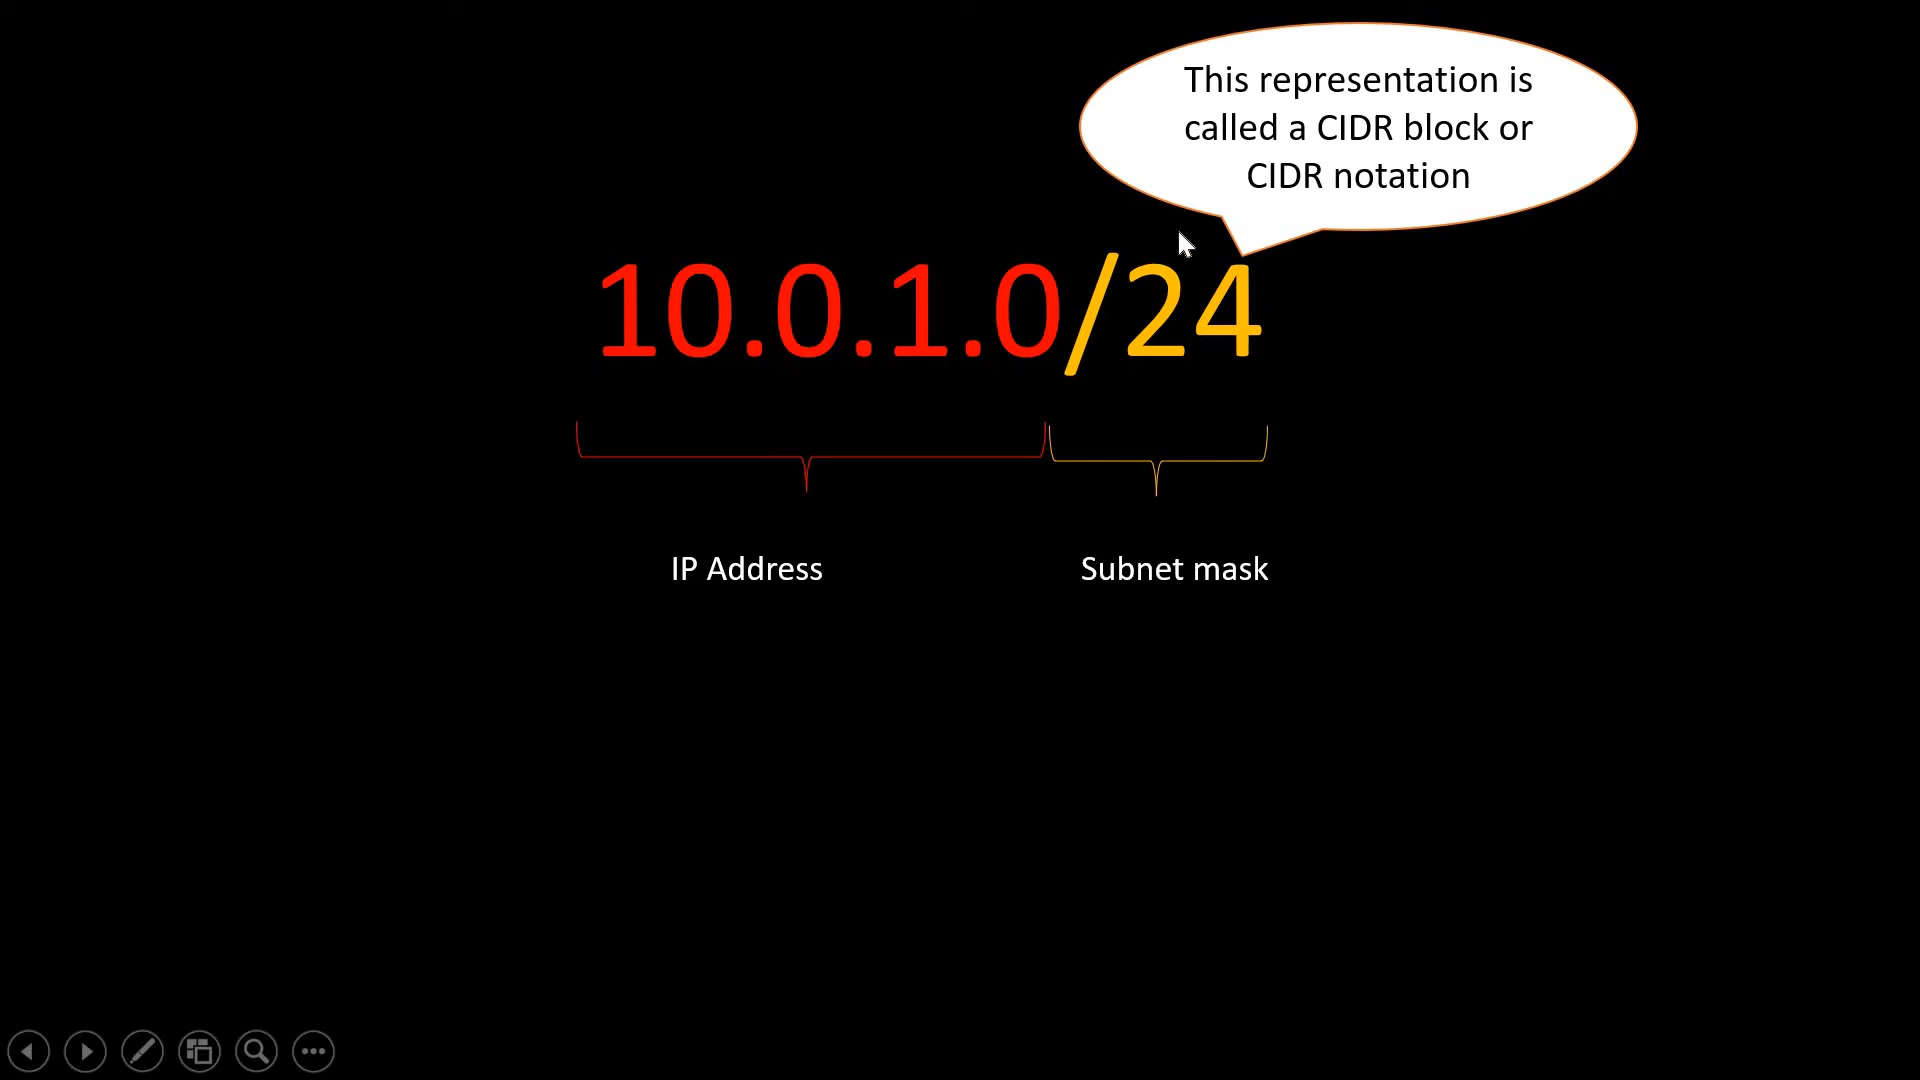 This representation is
called a CIDR block or
CIDR notation
10.0.1.0/24
IP Address
Subnet mask